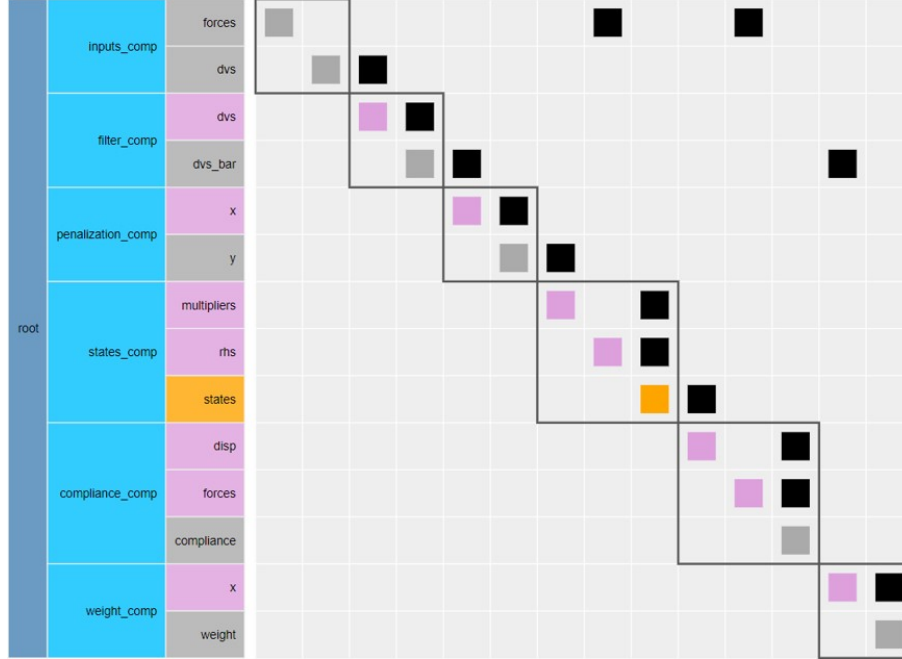 root
inputs_comp
forces
dvs
filter_comp
dvs
dvs_bar
penalization_comp
x
y
states_comp
multipliers
rhs
states
compliance_comp
disp
forces
compliance
weight_comp
x
weight